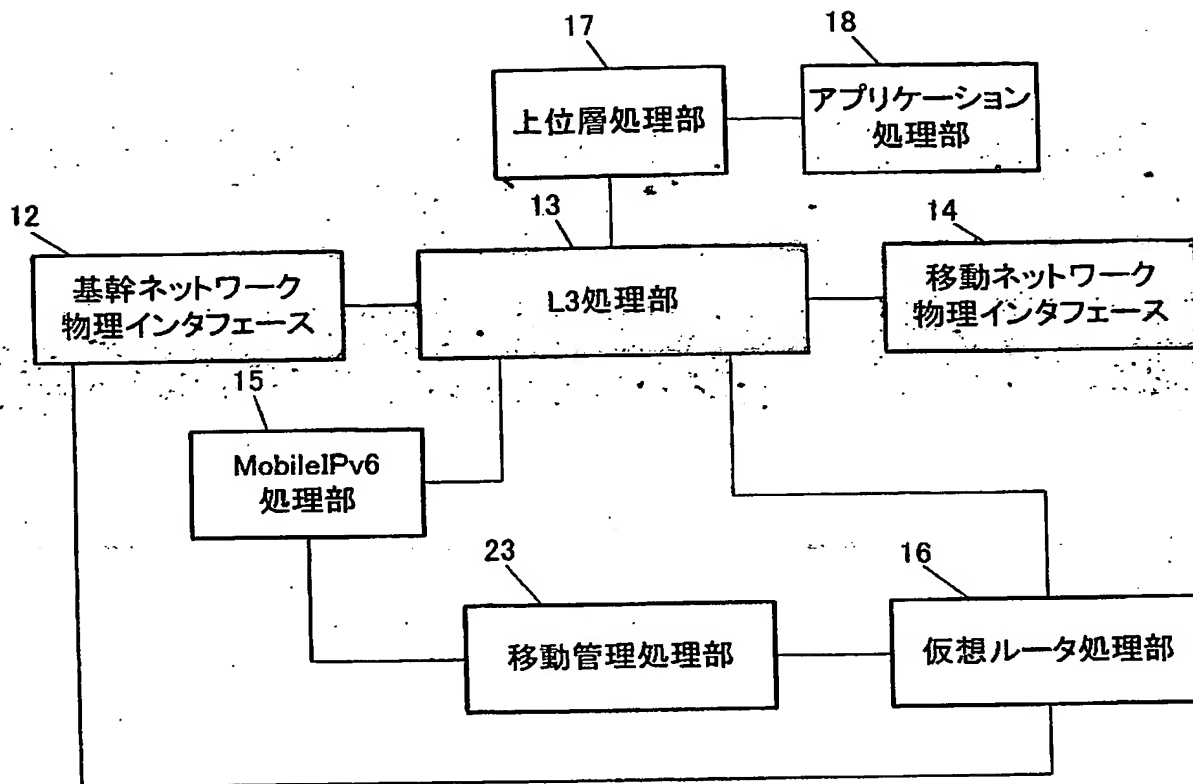 17
18
上位層処理部
アプリケーション
処理部
12
13
14
基幹ネットワーク
物理インタフェース
L3処理部
移動ネットワーク
物理インタフェース
15
MobileIPv6
処理部
23
16
移動管理処理部
仮想ルータ処理部